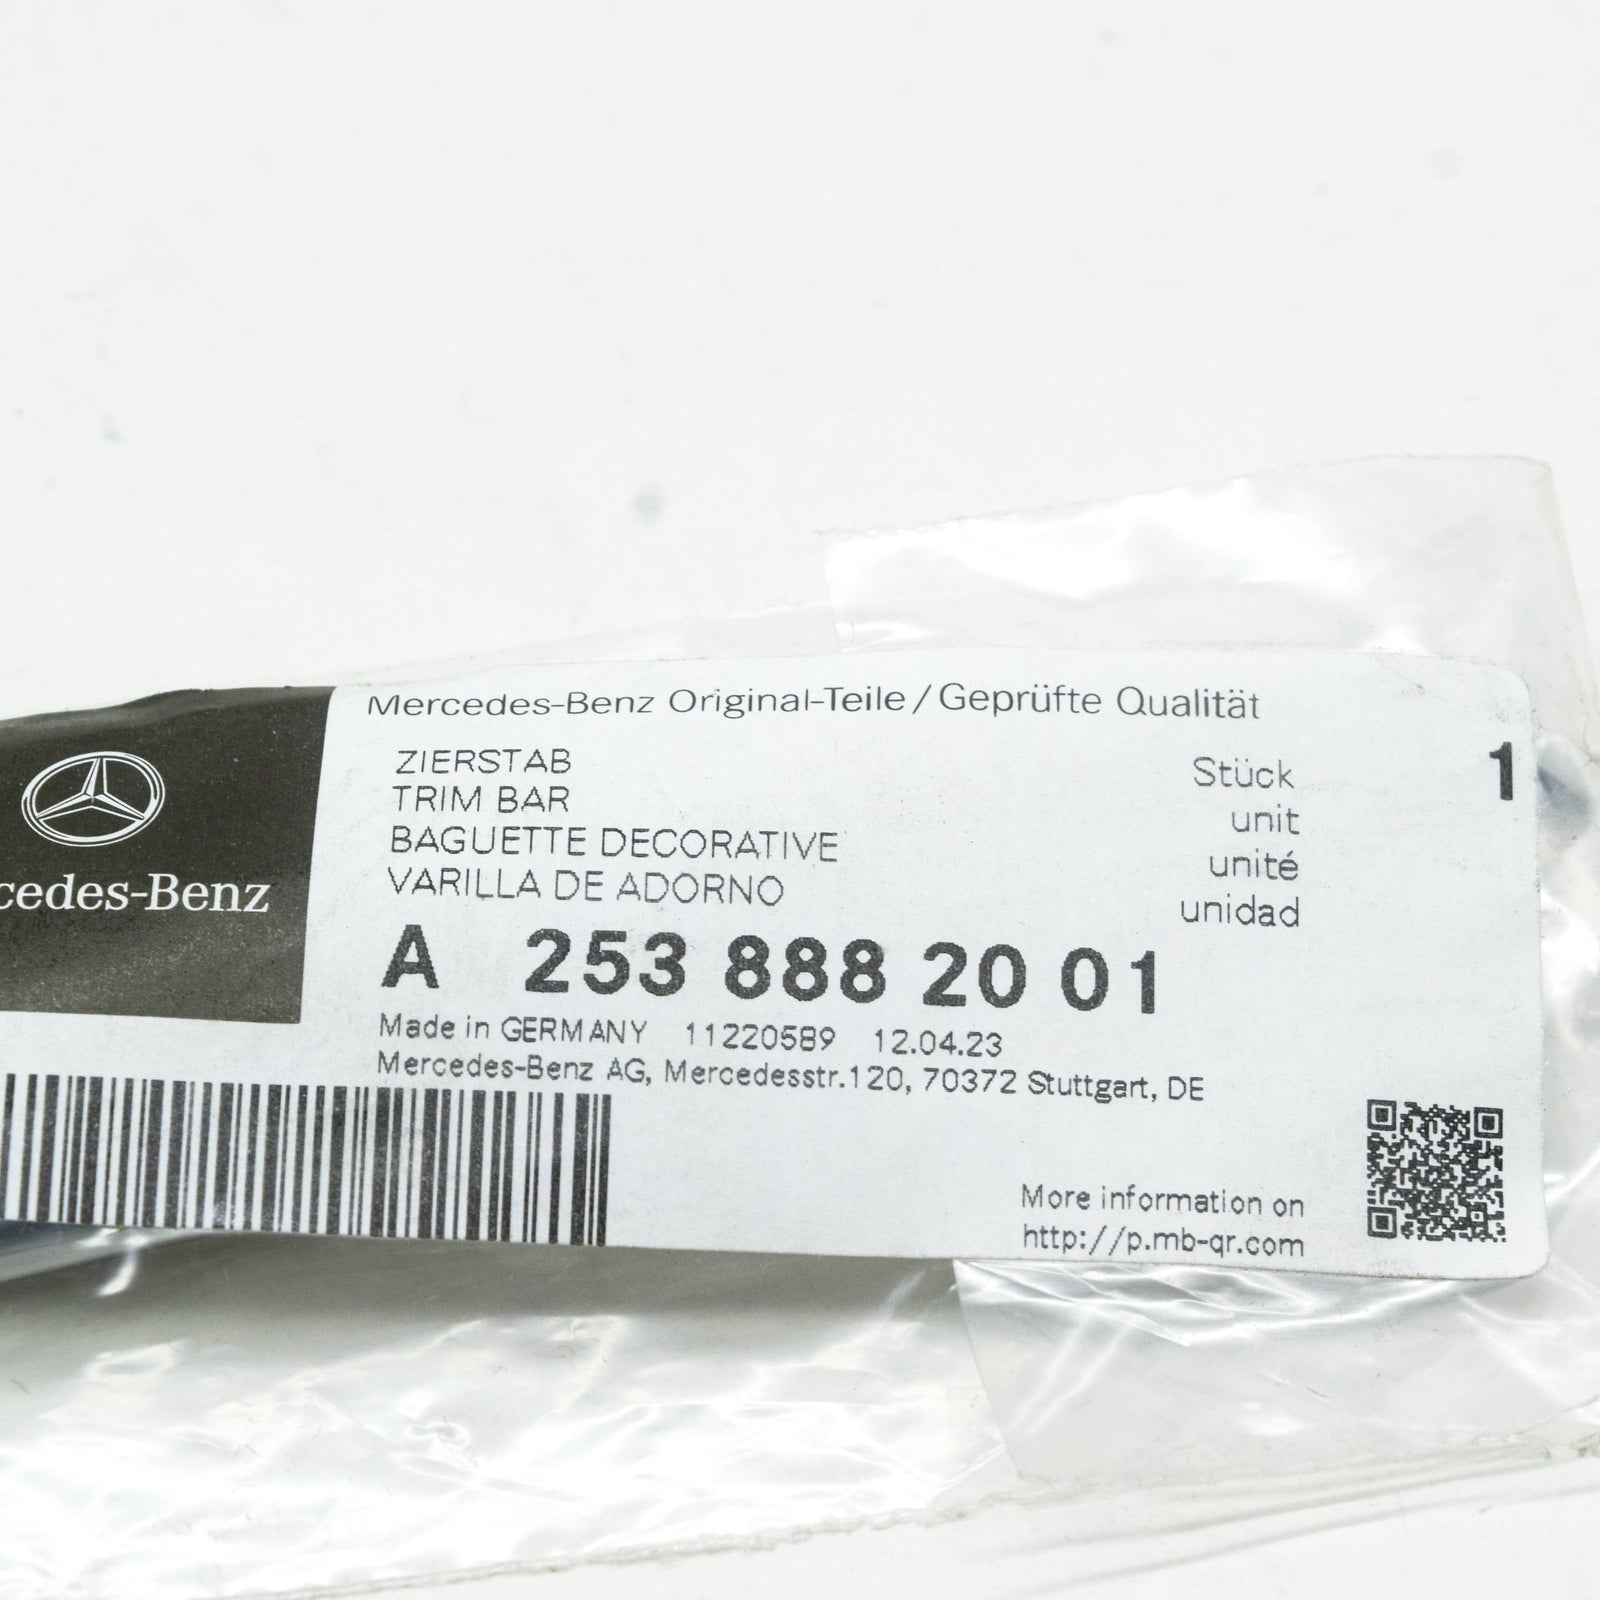 Mercedes-Benz Original-Teile / Geprüfte Qualität
ZIERSTAB
TRIM BAR
BAGUETTE DECORATIVE
VARILLA DE ADORNO
Stück 1
unit
unité
unidad
cedes-Benz
A 253 888 20 01
Made in GERMANY 11220589 12.04.23
Mercedes-Benz AG, Mercedesstr.120, 70372 Stuttgart, DE
More information on
http://p.mb-qr.com